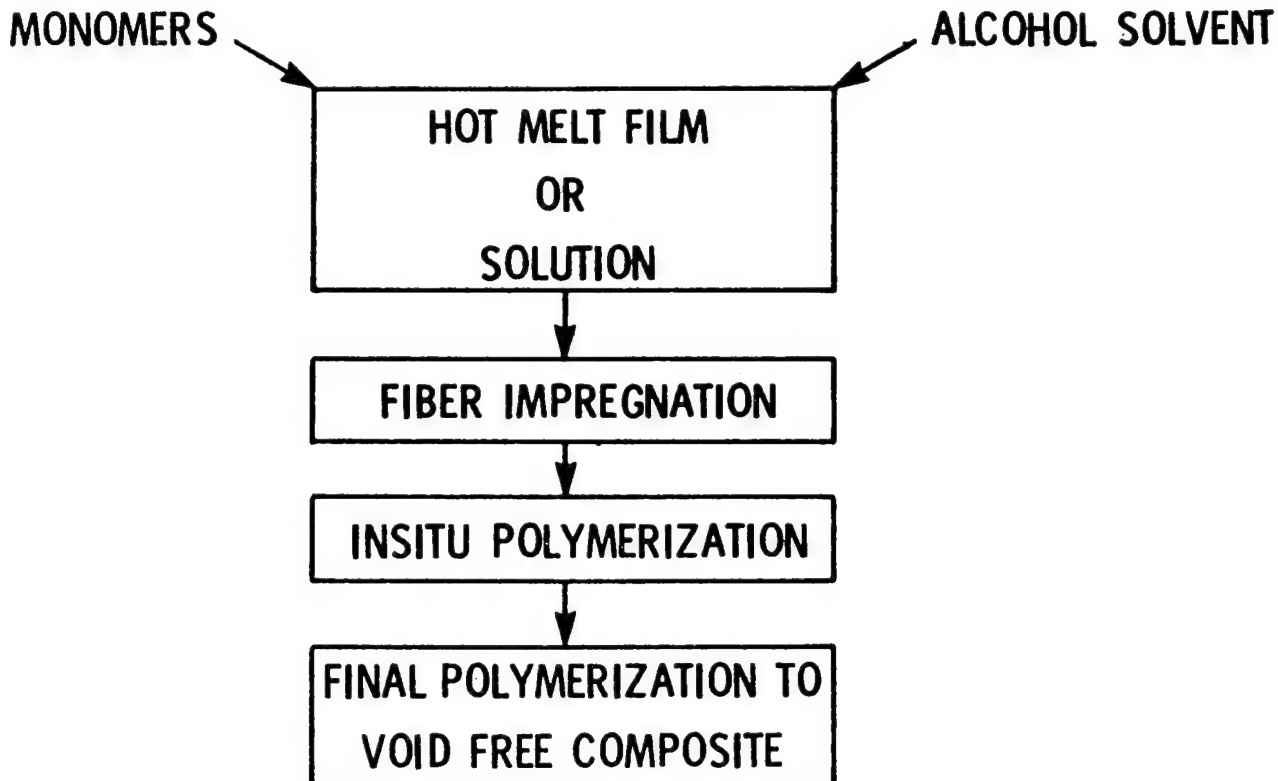 MONOMERS
ALCOHOL SOLVENT
HOT MELT FILM
OR
SOLUTION
FIBER IMPREGNATION
INSITU POLYMERIZATION
FINAL POLYMERIZATION TO
VOID FREE COMPOSITE